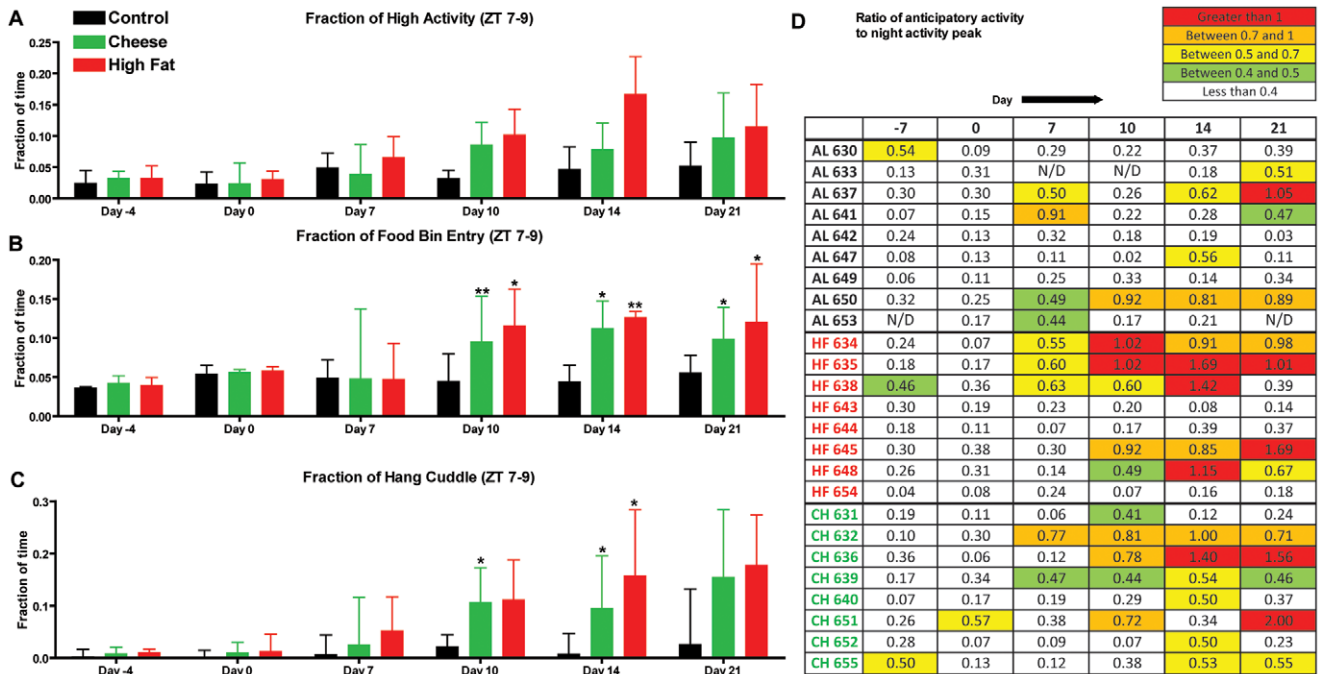 A
Fraction of High Activity (ZT 7-9)
Control
Cheese
High Fat
Fraction of time
0.25
0.20
0.15
0.10
0.05
0.00
Day -4 Day 0 Day 7 Day 10 Day 14 Day 21
B
Fraction of Food Bin Entry (ZT 7-9)
Fraction of time
0.20
0.15
0.10
0.05
0.00
** * * ** * *
Day -4 Day 0 Day 7 Day 10 Day 14 Day 21
C
Fraction of Hang Cuddle (ZT 7-9)
Fraction of time
0.3
0.2
0.1
0.0
* * *
Day -4 Day 0 Day 7 Day 10 Day 14 Day 21
D
Ratio of anticipatory activity
to night activity peak
Greater than 1
Between 0.7 and 1
Between 0.5 and 0.7
Between 0.4 and 0.5
Less than 0.4
Day
-7 0 7 10 14 21
AL 630 0.54 0.09 0.29 0.22 0.37 0.39
AL 633 0.13 0.31 N/D N/D 0.18 0.51
AL 637 0.30 0.30 0.50 0.26 0.62 1.05
AL 641 0.07 0.15 0.91 0.22 0.28 0.47
AL 642 0.24 0.13 0.32 0.18 0.19 0.03
AL 647 0.08 0.13 0.11 0.02 0.56 0.11
AL 649 0.06 0.11 0.25 0.33 0.14 0.34
AL 650 0.32 0.25 0.49 0.92 0.81 0.89
AL 653 N/D 0.17 0.44 0.17 0.21 N/D
HF 634 0.24 0.07 0.55 1.02 0.91 0.98
HF 635 0.18 0.17 0.60 1.02 1.69 1.01
HF 638 0.46 0.36 0.63 0.60 1.42 0.39
HF 643 0.30 0.19 0.23 0.20 0.08 0.14
HF 644 0.18 0.11 0.07 0.17 0.39 0.37
HF 645 0.30 0.38 0.30 0.92 0.85 1.69
HF 648 0.26 0.31 0.14 0.49 1.15 0.67
HF 654 0.04 0.08 0.24 0.07 0.16 0.18
CH 631 0.19 0.11 0.06 0.41 0.12 0.24
CH 632 0.10 0.30 0.77 0.81 1.00 0.71
CH 636 0.36 0.06 0.12 0.78 1.40 1.56
CH 639 0.17 0.34 0.47 0.44 0.54 0.46
CH 640 0.07 0.17 0.19 0.29 0.50 0.37
CH 651 0.26 0.57 0.38 0.72 0.34 2.00
CH 652 0.28 0.07 0.09 0.07 0.50 0.23
CH 655 0.50 0.13 0.12 0.38 0.53 0.55